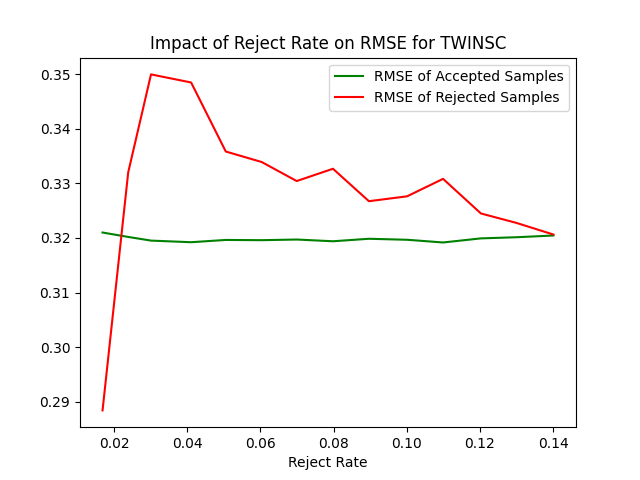 Impact of Reject Rate on RMSE for TWINSC
RMSE of Accepted Samples
RMSE of Rejected Samples
0.35
0.34
0.33
0.32
0.31
0.30
0.29
0.02 0.04 0.06 0.08 0.10 0.12 0.14
Reject Rate